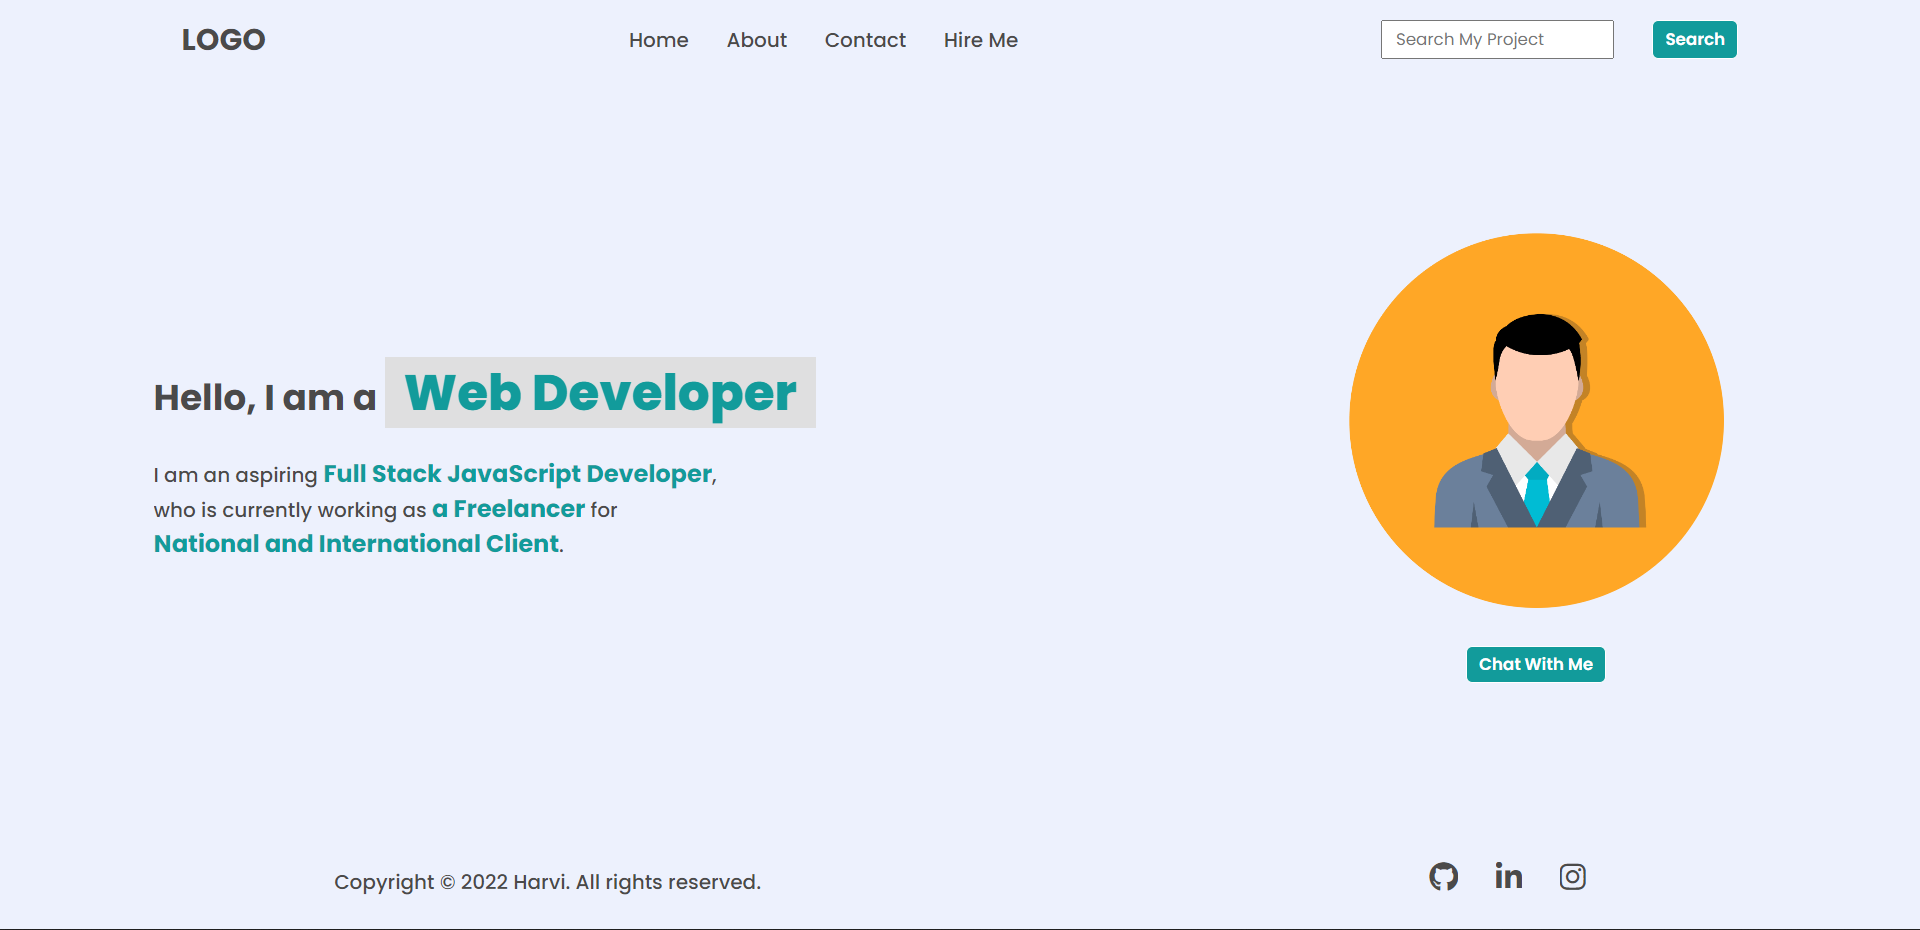 LOGO
Home About Contact Hire Me
Search My Project Search
Hello, I am a Web Developer
I am an aspiring Full Stack JavaScript Developer,
who is currently working as a Freelancer for
National and International Client.
Chat With Me
Copyright © 2022 Harvi. All rights reserved.
in